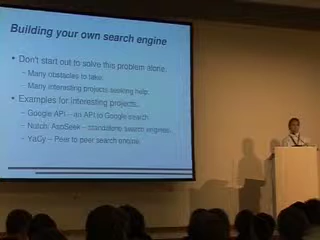 Building your own search engine
• Don't start out to solve this problem alone.
– Many obstacles to take.
– Many interesting projects seeking help.
• Examples for interesting projects..
– Google API – an API to Google search.
– Nutch/ AspSeek – standalone search engines.
– YaCy – Peer to peer search engine.